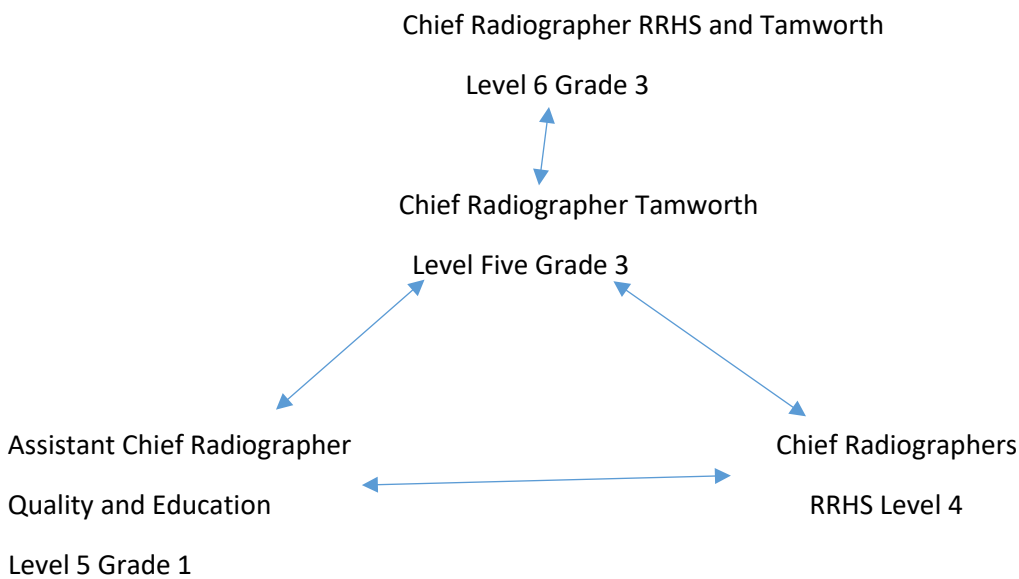 Chief Radiographer RRHS and Tamworth
Level 6 Grade 3
Chief Radiographer Tamworth
Level Five Grade 3
Assistant Chief Radiographer
Quality and Education
Level 5 Grade 1
Chief Radiographers
RRHS Level 4